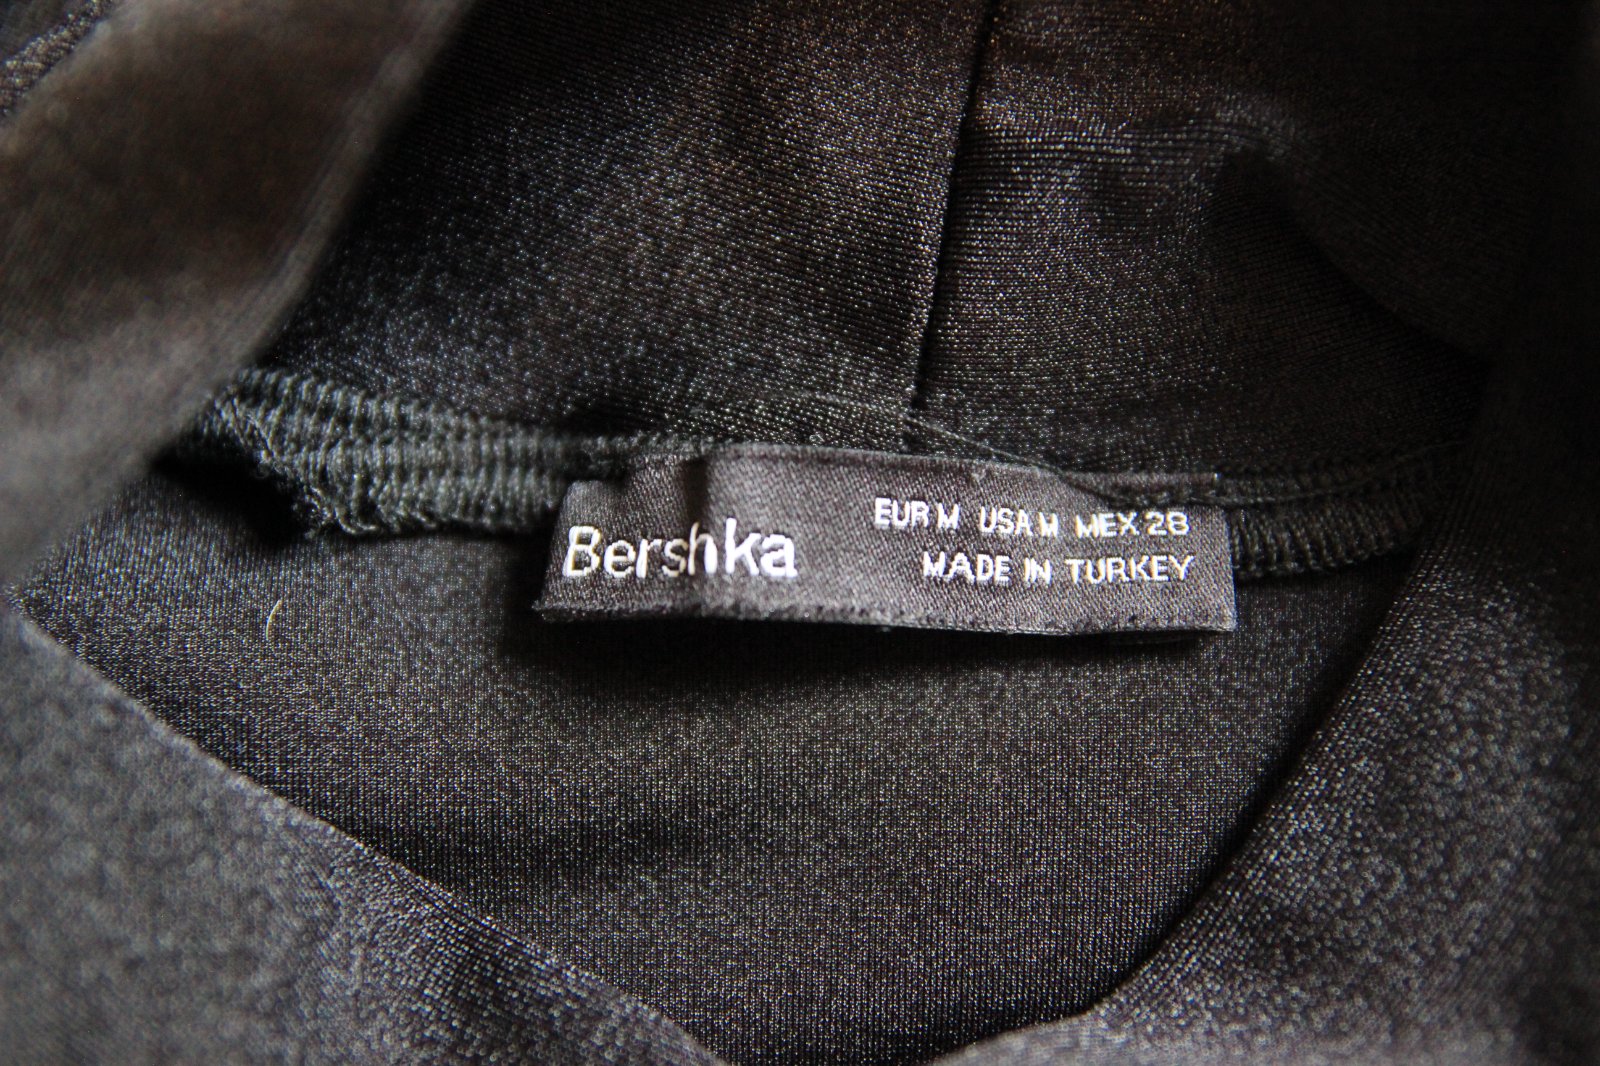 Bershka
EUR M USA M MEX 28
MADE IN TURKEY